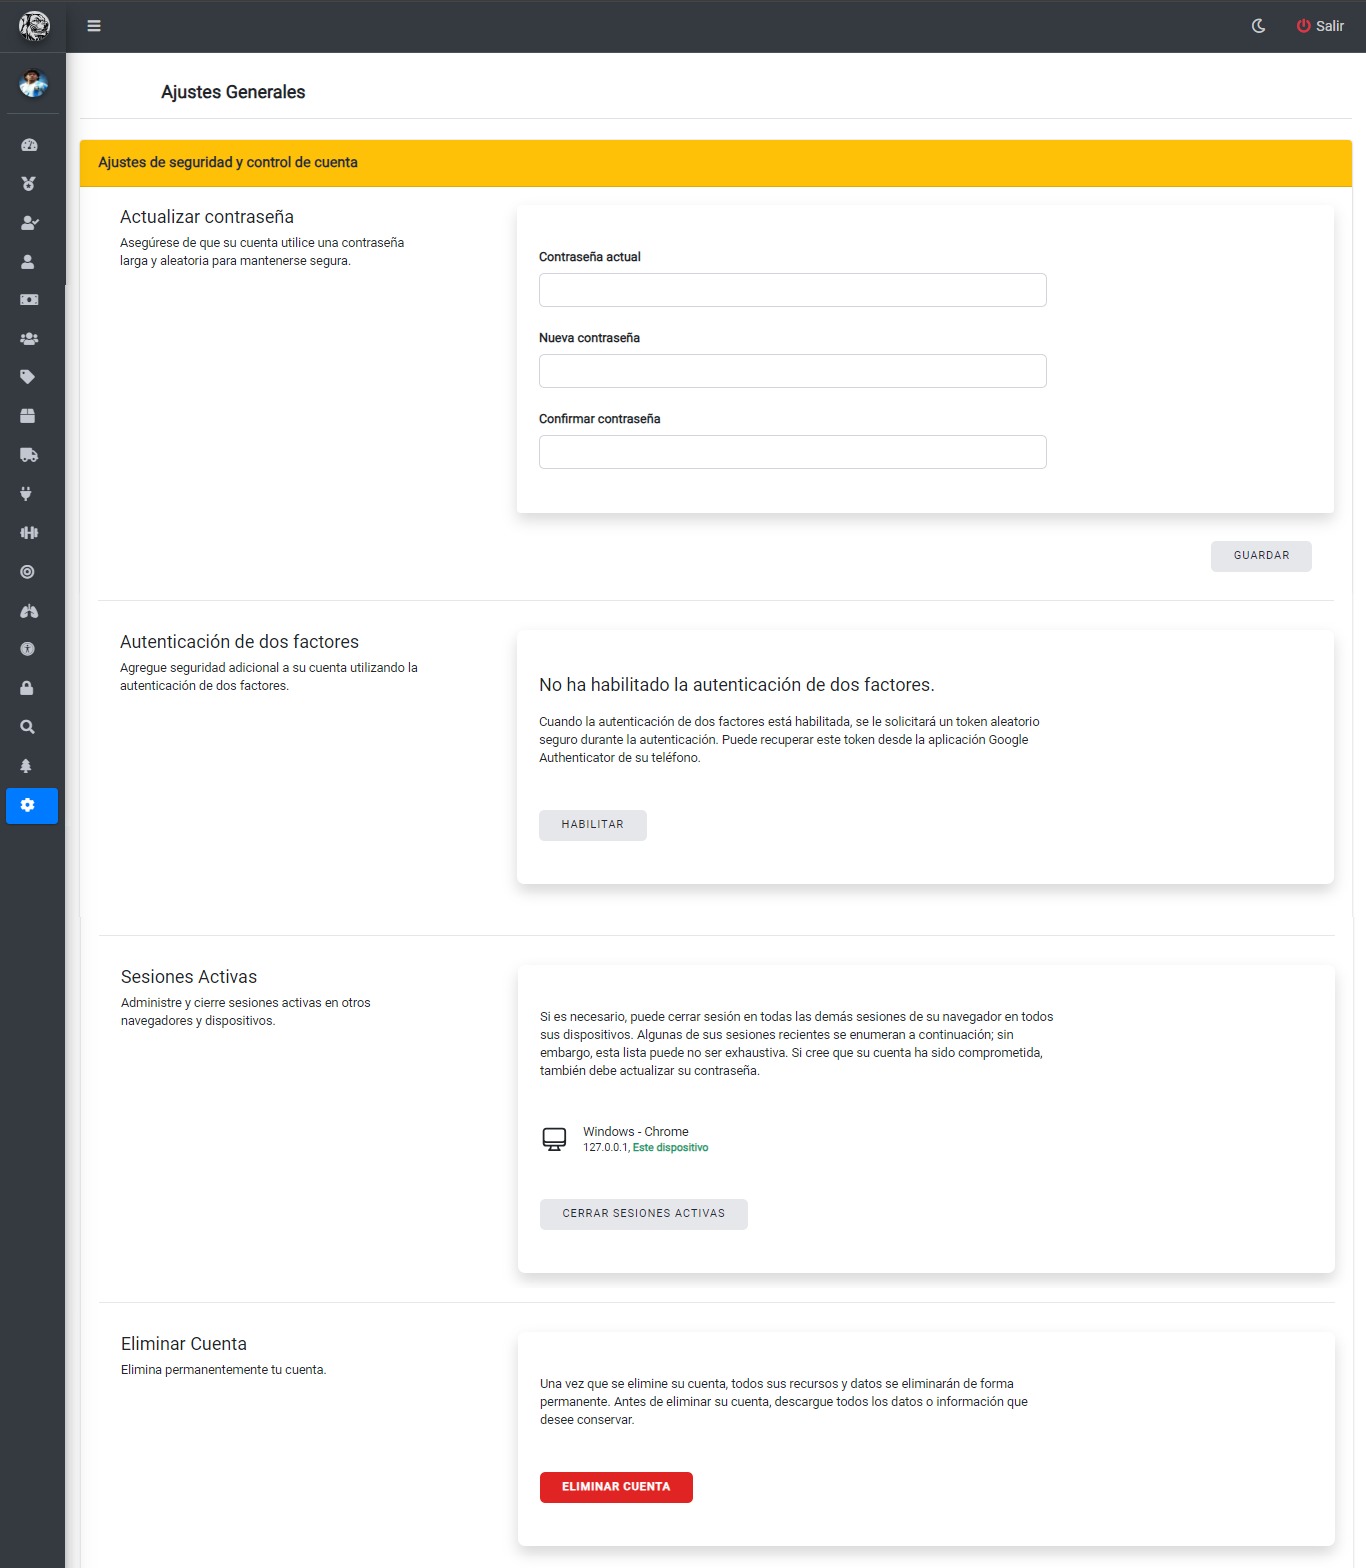 Salir
Ajustes Generales
Ajustes de seguridad y control de cuenta
Actualizar contraseña
Asegúrese de que su cuenta utilice una contraseña
larga y aleatoria para mantenerse segura.
Contraseña actual
Nueva contraseña
Confirmar contraseña
GUARDAR
Autenticación de dos factores
Agregue seguridad adicional a su cuenta utilizando la
autenticación de dos factores.
No ha habilitado la autenticación de dos factores.
Cuando la autenticación de dos factores está habilitada, se le solicitará un token aleatorio
seguro durante la autenticación. Puede recuperar este token desde la aplicación Google
Authenticator de su teléfono.
HABILITAR
Sesiones Activas
Administre y cierre sesiones activas en otros
navegadores y dispositivos.
Si es necesario, puede cerrar sesión en todas las demás sesiones de su navegador en todos
sus dispositivos. Algunas de sus sesiones recientes se enumeran a continuación; sin
embargo, esta lista puede no ser exhaustiva. Si cree que su cuenta ha sido comprometida,
también debe actualizar su contraseña.
Windows - Chrome
127.0.0.1, Este dispositivo
CERRAR SESIONES ACTIVAS
Eliminar Cuenta
Elimina permanentemente tu cuenta.
Una vez que se elimine su cuenta, todos sus recursos y datos se eliminarán de forma
permanente. Antes de eliminar su cuenta, descargue todos los datos o información que
desee conservar.
ELIMINAR CUENTA